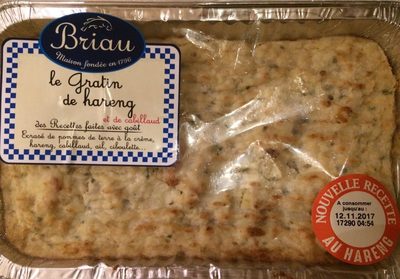 Briau
Maison fondée en 1796
le Gratin
de hareng
et de cabillaud
des Recettes faites avec goût
Ecrasé de pommes de terre à la crème,
hareng, cabillaud, ail, ciboulette...
NOUVELLE RECETTE
A consommer
jusqu'au :
12.11.2017
17290 04:54
AU HARENG